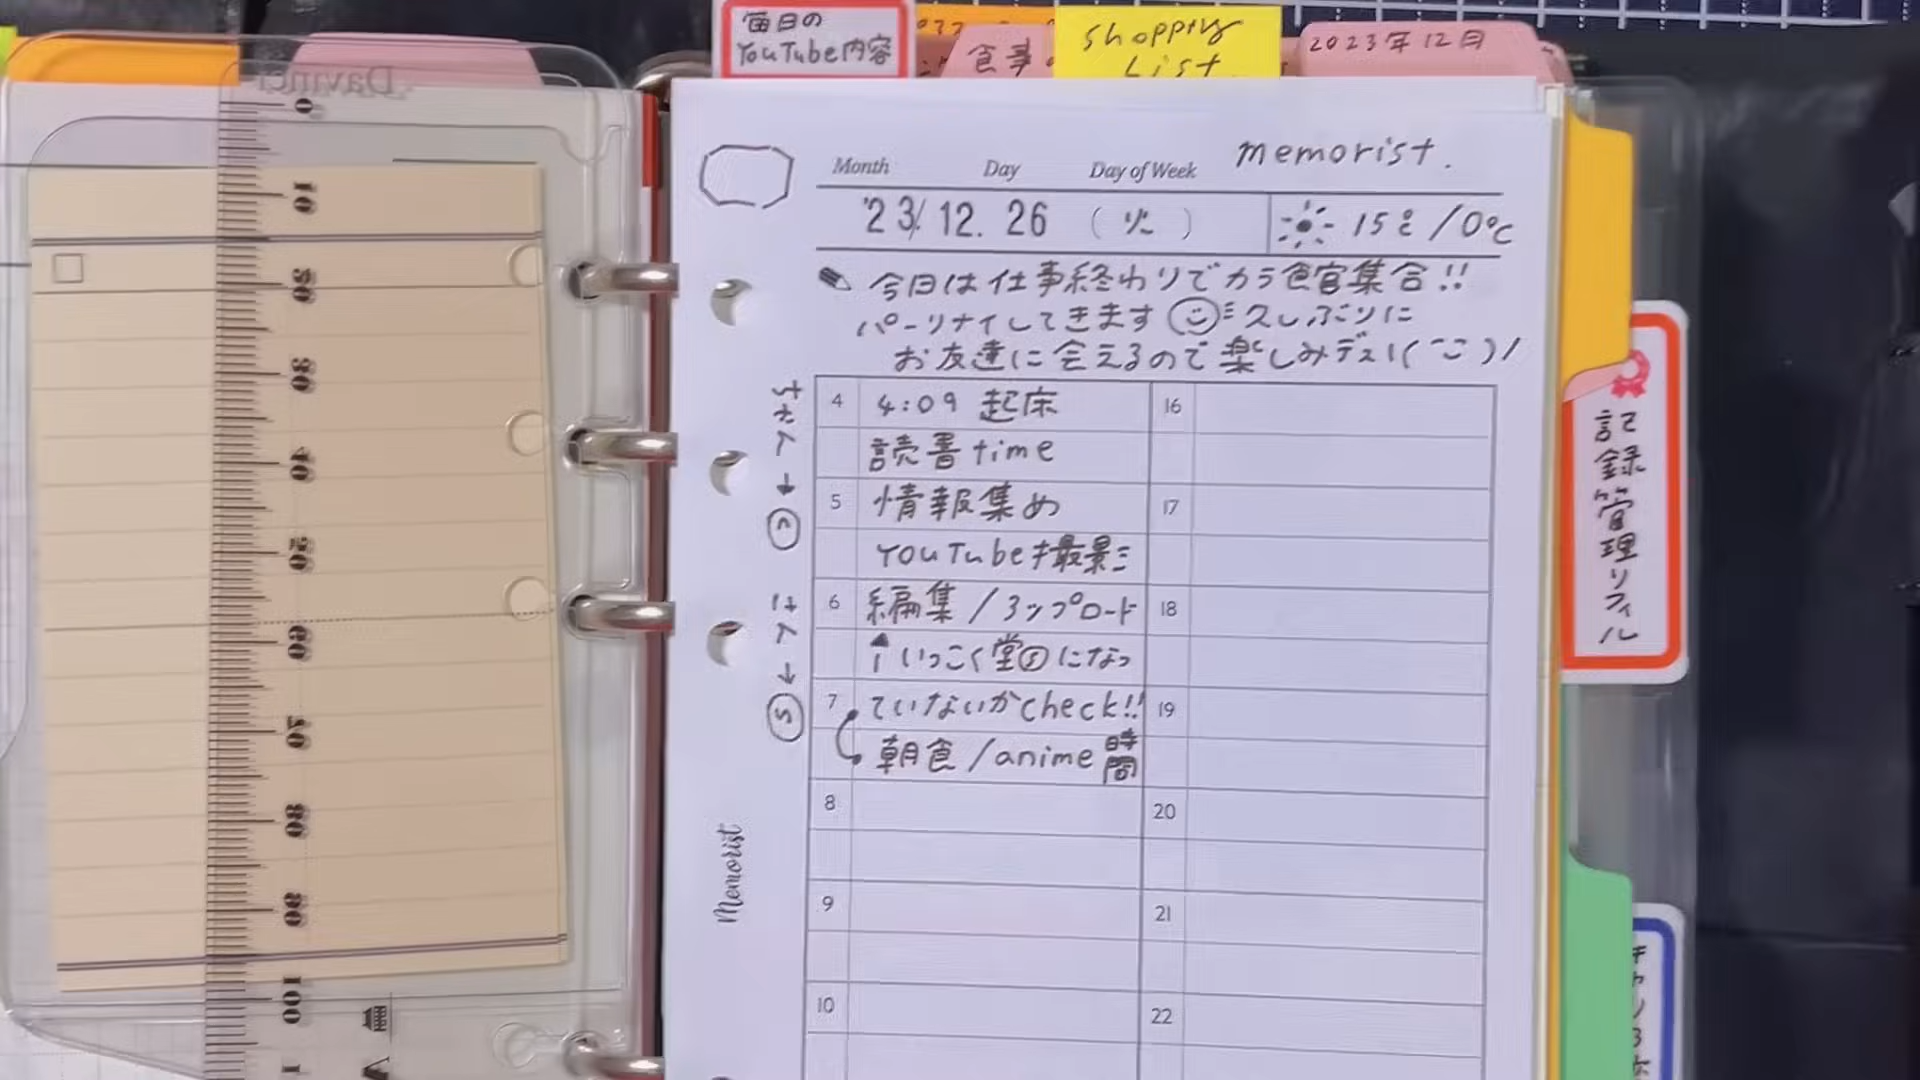 毎日の
YouTube内容
食事
Shopping
List
2023年12月
Davinci
memorist.
Month Day Day of Week
'23/ 12. 26 (火) 15℃/0℃
今日は仕事終わりでカラ食官集合!!
パーリナイしてきます 久しぶりに
お友達に会えるので楽しみデス!
4 4:09 起床
読書time
5 情報集め
YouTube撮影
6 編集/アップロード
↑いっこく堂⑤になっ
7 ていないかcheck!!
朝食/anime時間
8
9
10
16
17
18
19
20
21
22
Memorist
記録管理リフィル
0
10
100